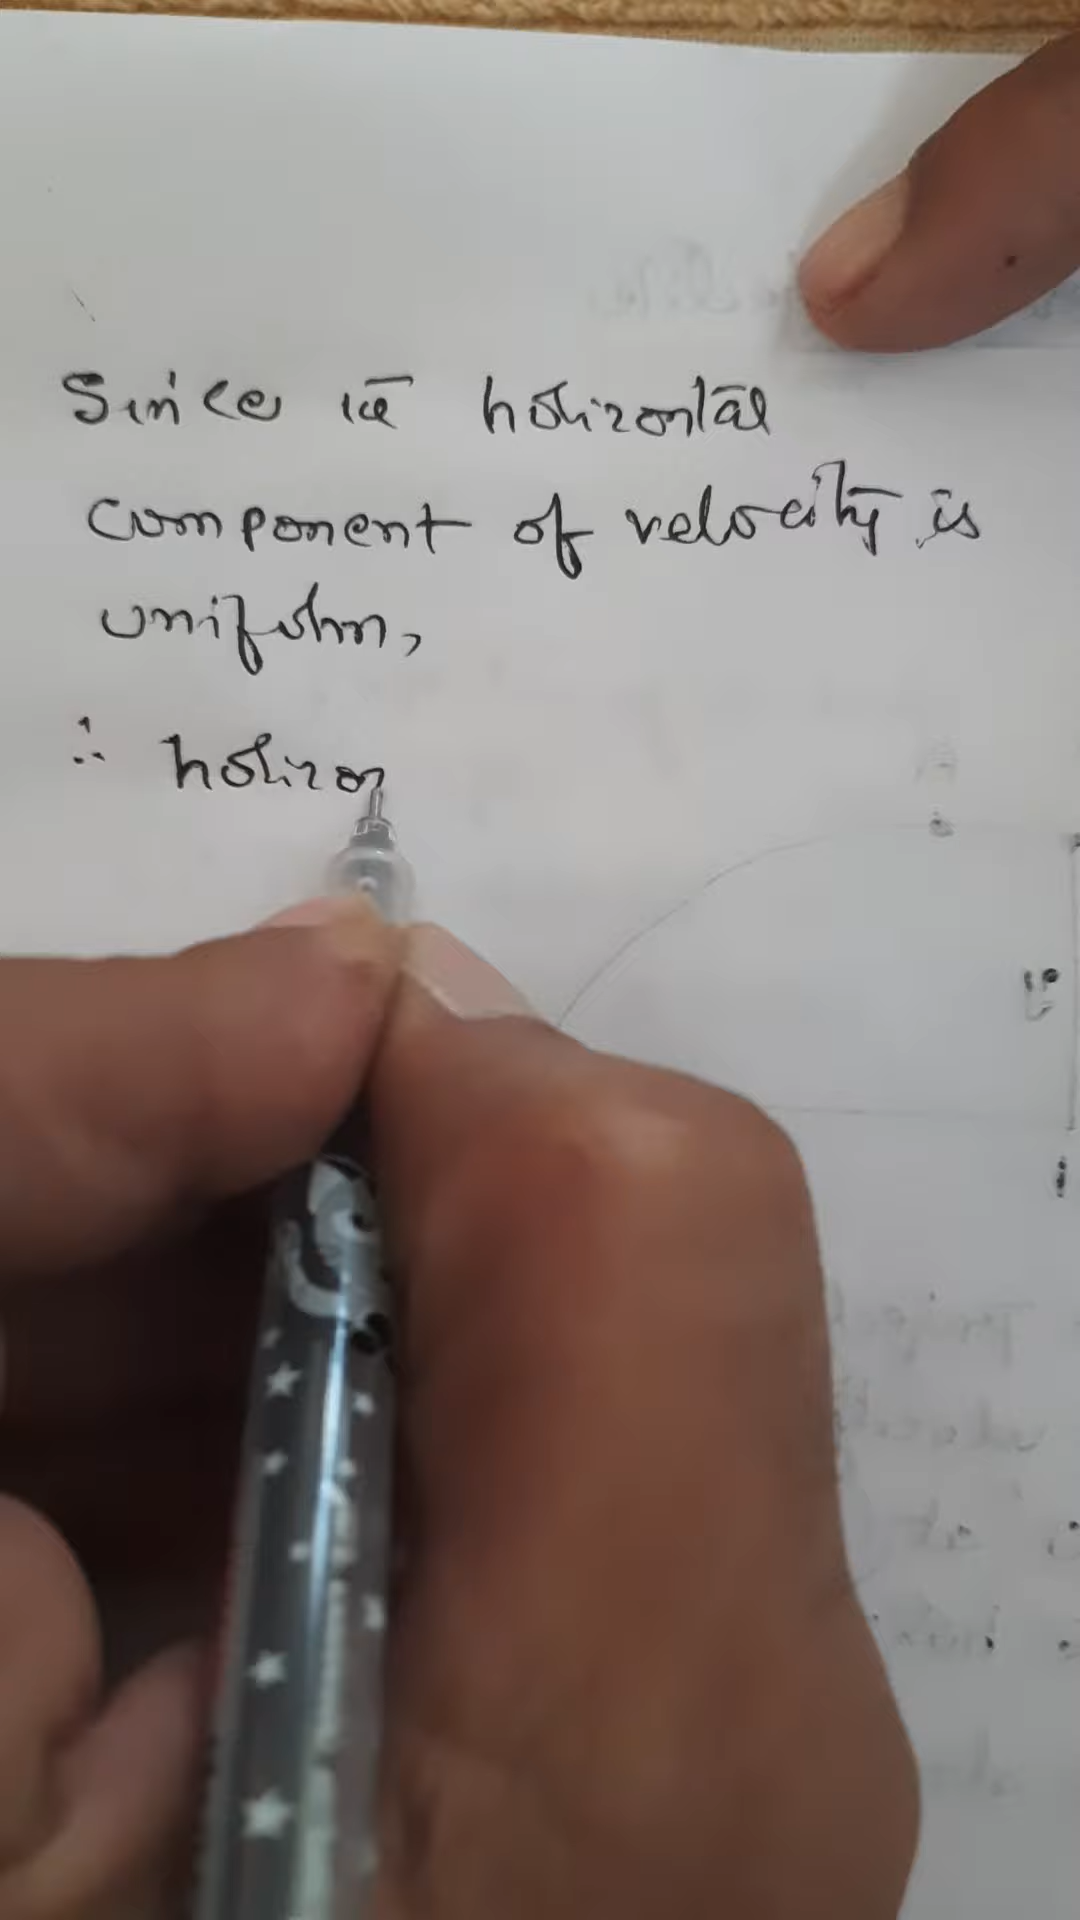 Since the horizontal
component of velocity is
uniform,
∴ horizon